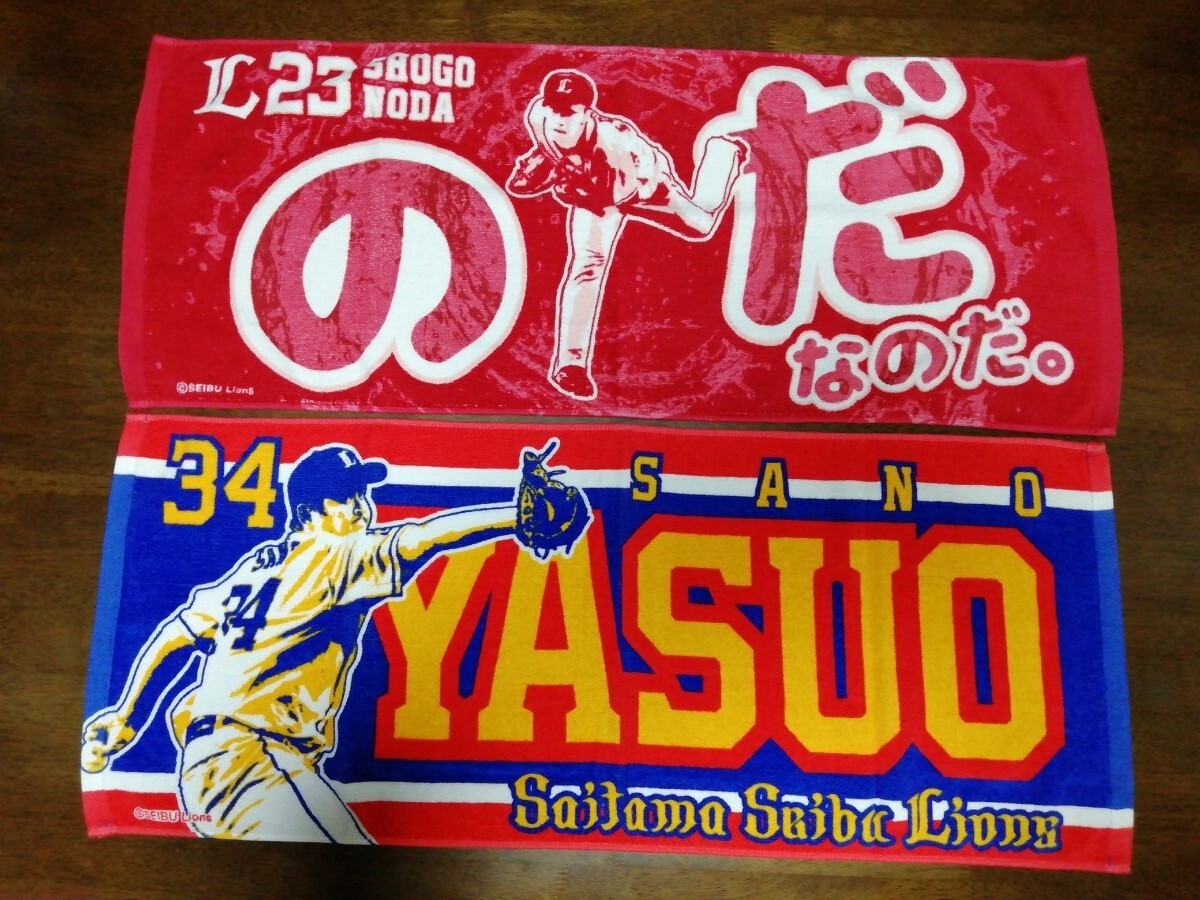 L23 SHOGO
NODA
のだ
なのだ。
©SEIBU Lions
34
SANO
YASUO
34
Saitama Seibu Lions
©SEIBU Lions